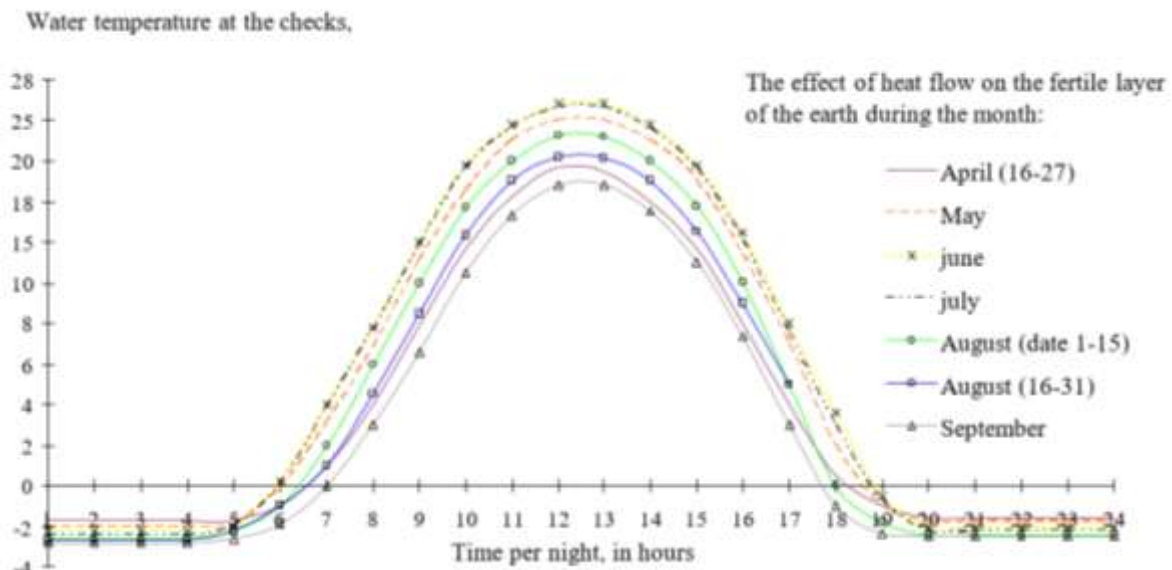 Water temperature at the checks,
The effect of heat flow on the fertile layer
of the earth during the month:
April (16-27)
May
june
july
August (date 1-15)
August (16-31)
September
28
25
20
18
15
10
8
6
4
2
0
-2
-4
2 3 4 5 6 7 8 9 10 11 12 13 14 15 16 17 18 19 20 21 22 23 24
Time per night, in hours